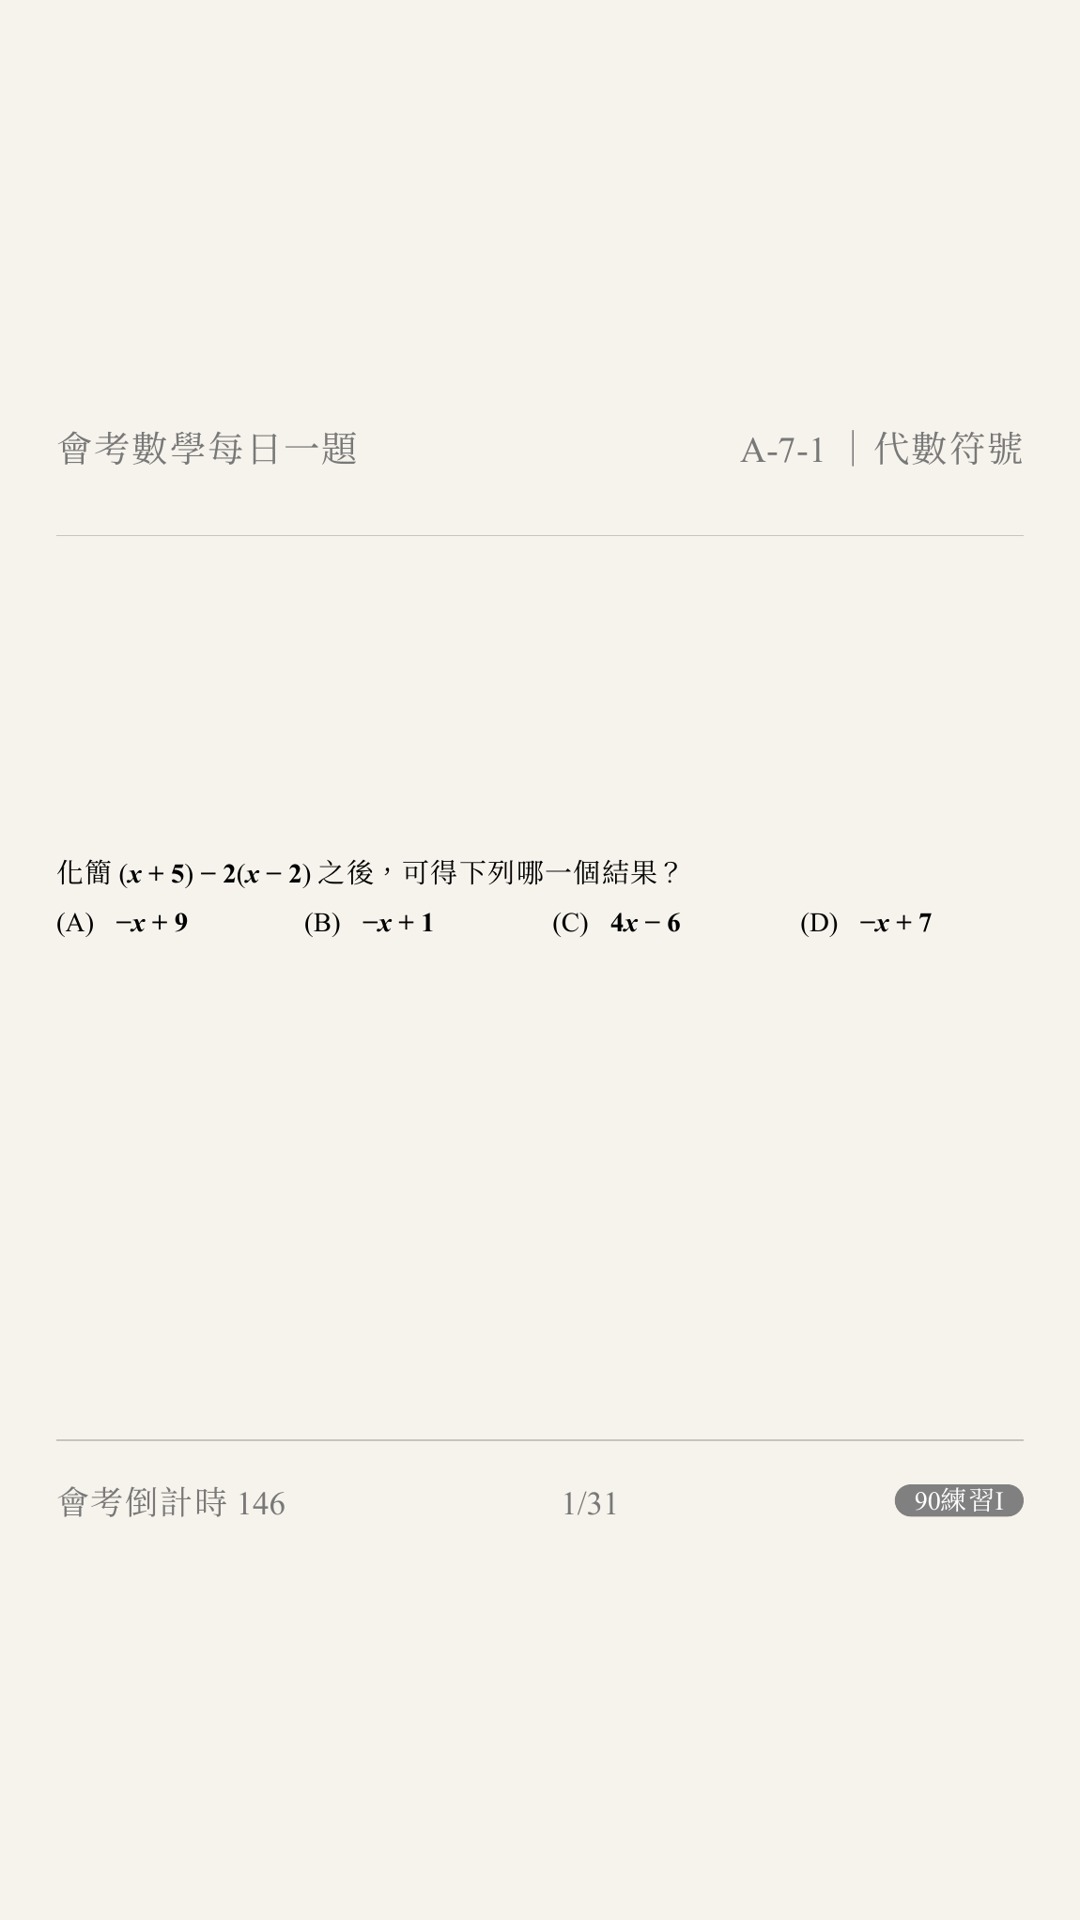 會考數學每日一題
A-7-1｜代數符號
化簡 (x + 5) − 2(x − 2) 之後，可得下列哪一個結果？
(A) −x + 9 (B) −x + 1 (C) 4x − 6 (D) −x + 7
會考倒計時 146
1/31
90練習I